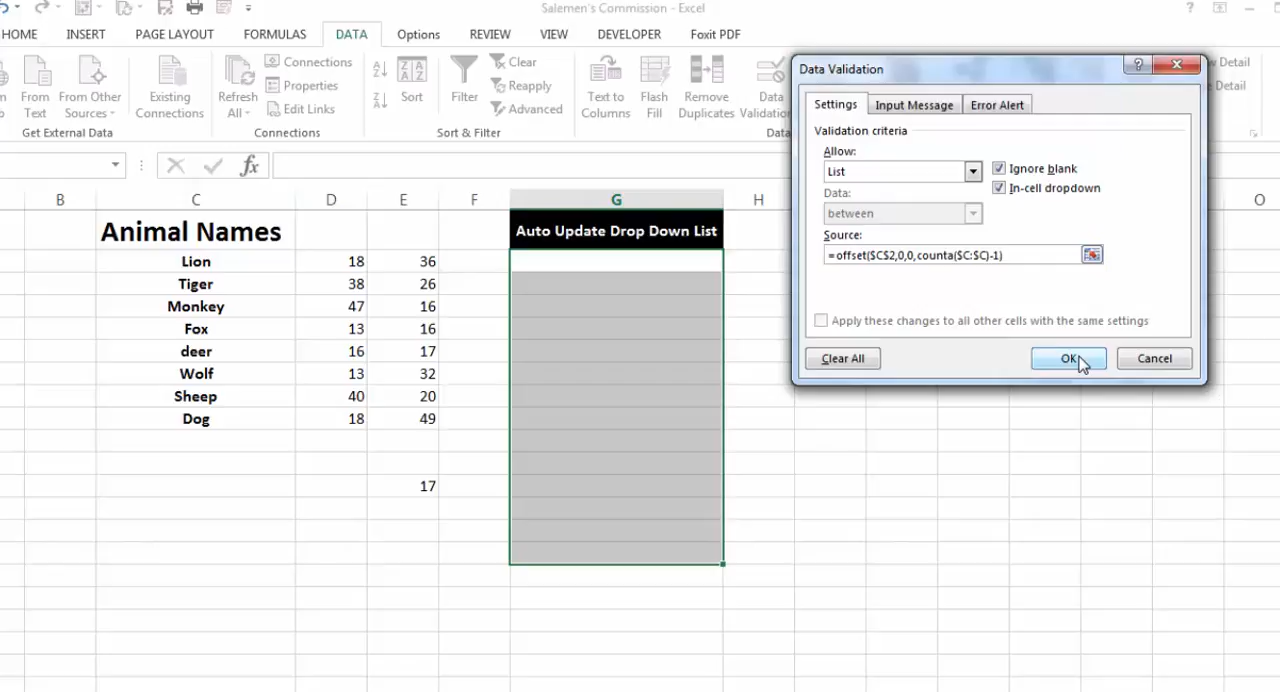 Salemen's Commission - Excel
?
HOME INSERT PAGE LAYOUT FORMULAS DATA Options REVIEW VIEW DEVELOPER Foxit PDF
From Text
From Other Sources
Existing Connections
Refresh All
Connections
Properties
Edit Links
Sort
Filter
Clear
Reapply
Advanced
Text to Columns
Flash Fill
Remove Duplicates
Data Validation
Detail
Detail
Get External Data Connections Sort & Filter Data
fx
B C D E F G H O
Animal Names Auto Update Drop Down List
Lion 18 36
Tiger 38 26
Monkey 47 16
Fox 13 16
deer 16 17
Wolf 13 32
Sheep 40 20
Dog 18 49
17
Data Validation ?
Settings Input Message Error Alert
Validation criteria
Allow:
List Ignore blank
In-cell dropdown
Data:
between
Source:
=offset($C$2,0,0,counta($C:$C)-1)
Apply these changes to all other cells with the same settings
Clear All OK Cancel